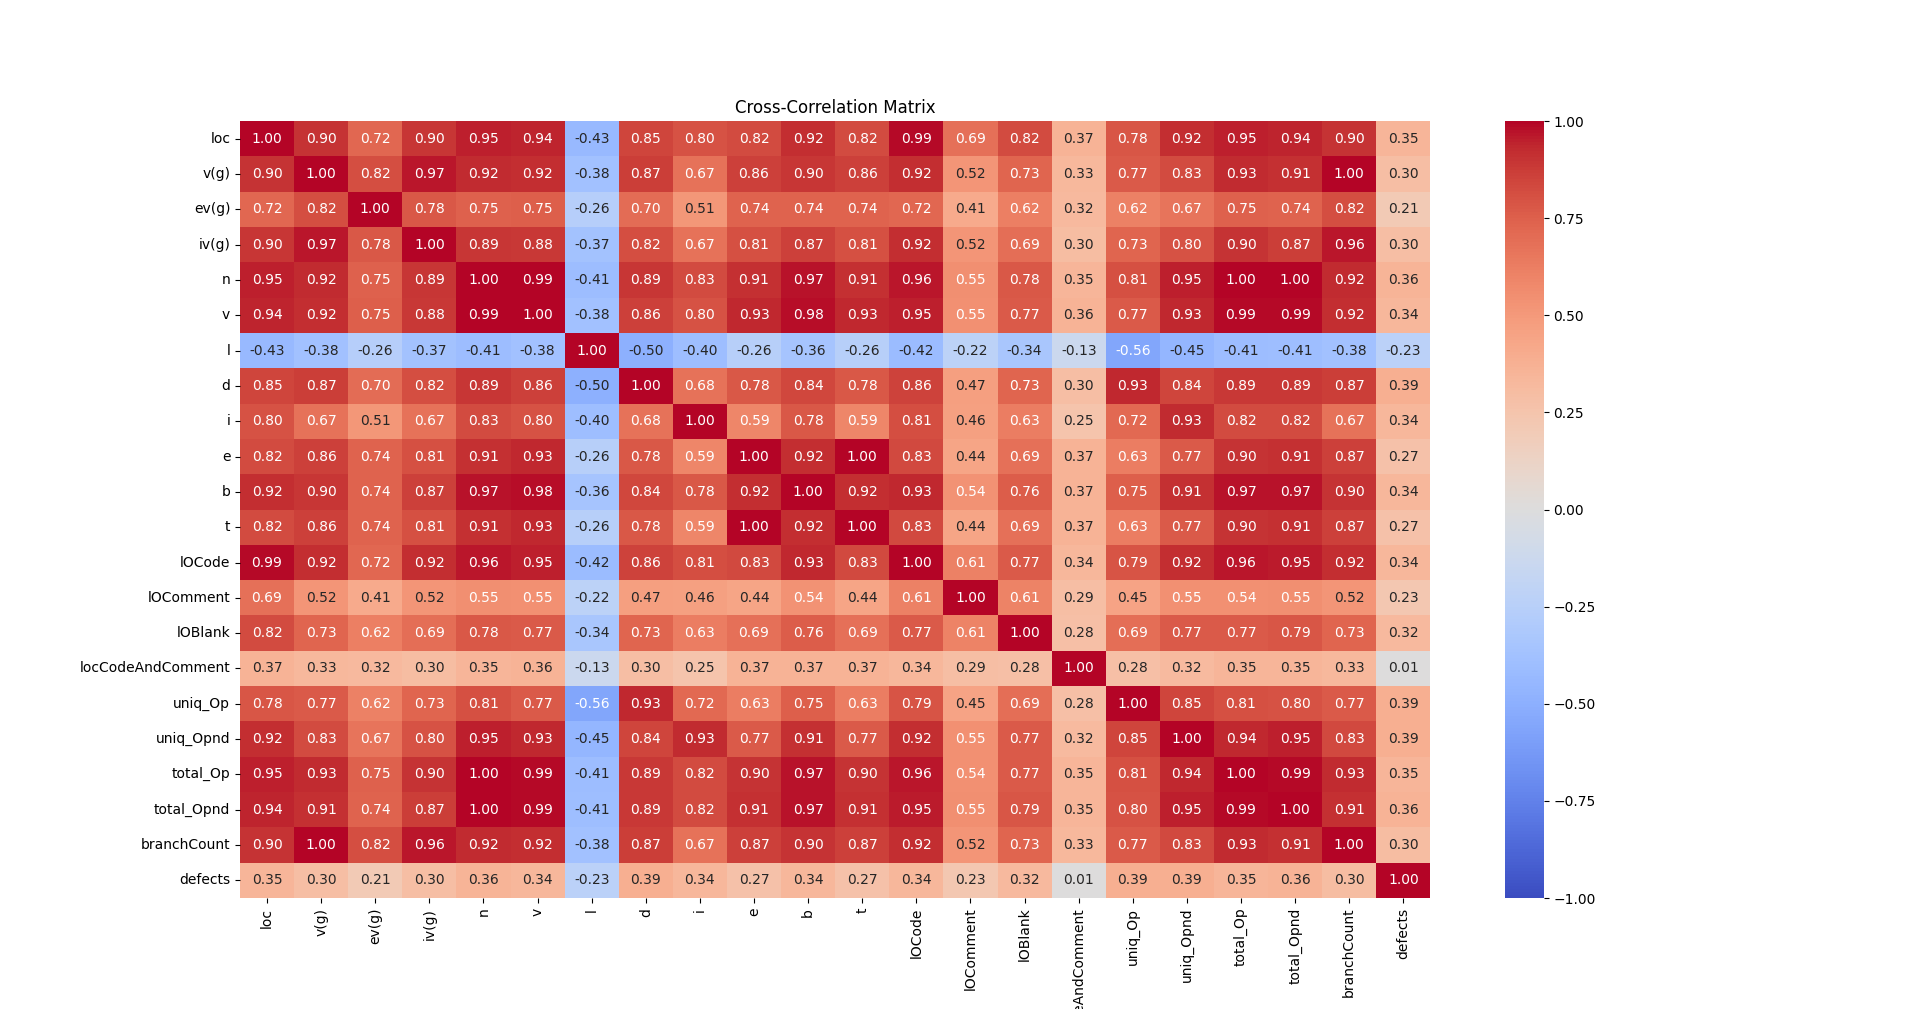 Cross-Correlation Matrix
loc 1.00 0.90 0.72 0.90 0.95 0.94 -0.43 0.85 0.80 0.82 0.92 0.82 0.99 0.69 0.82 0.37 0.78 0.92 0.95 0.94 0.90 0.35
v(g) 0.90 1.00 0.82 0.97 0.92 0.92 -0.38 0.87 0.67 0.86 0.90 0.86 0.92 0.52 0.73 0.33 0.77 0.83 0.93 0.91 1.00 0.30
ev(g) 0.72 0.82 1.00 0.78 0.75 0.75 -0.26 0.70 0.51 0.74 0.74 0.74 0.72 0.41 0.62 0.32 0.62 0.67 0.75 0.74 0.82 0.21
iv(g) 0.90 0.97 0.78 1.00 0.89 0.88 -0.37 0.82 0.67 0.81 0.87 0.81 0.92 0.52 0.69 0.30 0.73 0.80 0.90 0.87 0.96 0.30
n 0.95 0.92 0.75 0.89 1.00 0.99 -0.41 0.89 0.83 0.91 0.97 0.91 0.96 0.55 0.78 0.35 0.81 0.95 1.00 1.00 0.92 0.36
v 0.94 0.92 0.75 0.88 0.99 1.00 -0.38 0.86 0.80 0.93 0.98 0.93 0.95 0.55 0.77 0.36 0.77 0.93 0.99 0.99 0.92 0.34
l -0.43 -0.38 -0.26 -0.37 -0.41 -0.38 1.00 -0.50 -0.40 -0.26 -0.36 -0.26 -0.42 -0.22 -0.34 -0.13 -0.56 -0.45 -0.41 -0.41 -0.38 -0.23
d 0.85 0.87 0.70 0.82 0.89 0.86 -0.50 1.00 0.68 0.78 0.84 0.78 0.86 0.47 0.73 0.30 0.93 0.84 0.89 0.89 0.87 0.39
i 0.80 0.67 0.51 0.67 0.83 0.80 -0.40 0.68 1.00 0.59 0.78 0.59 0.81 0.46 0.63 0.25 0.72 0.93 0.82 0.82 0.67 0.34
e 0.82 0.86 0.74 0.81 0.91 0.93 -0.26 0.78 0.59 1.00 0.92 1.00 0.83 0.44 0.69 0.37 0.63 0.77 0.90 0.91 0.87 0.27
b 0.92 0.90 0.74 0.87 0.97 0.98 -0.36 0.84 0.78 0.92 1.00 0.92 0.93 0.54 0.76 0.37 0.75 0.91 0.97 0.97 0.90 0.34
t 0.82 0.86 0.74 0.81 0.91 0.93 -0.26 0.78 0.59 1.00 0.92 1.00 0.83 0.44 0.69 0.37 0.63 0.77 0.90 0.91 0.87 0.27
lOCode 0.99 0.92 0.72 0.92 0.96 0.95 -0.42 0.86 0.81 0.83 0.93 0.83 1.00 0.61 0.77 0.34 0.79 0.92 0.96 0.95 0.92 0.34
lOComment 0.69 0.52 0.41 0.52 0.55 0.55 -0.22 0.47 0.46 0.44 0.54 0.44 0.61 1.00 0.61 0.29 0.45 0.55 0.54 0.55 0.52 0.23
lOBlank 0.82 0.73 0.62 0.69 0.78 0.77 -0.34 0.73 0.63 0.69 0.76 0.69 0.77 0.61 1.00 0.28 0.69 0.77 0.77 0.79 0.73 0.32
locCodeAndComment 0.37 0.33 0.32 0.30 0.35 0.36 -0.13 0.30 0.25 0.37 0.37 0.37 0.34 0.29 0.28 1.00 0.28 0.32 0.35 0.35 0.33 0.01
uniq_Op 0.78 0.77 0.62 0.73 0.81 0.77 -0.56 0.93 0.72 0.63 0.75 0.63 0.79 0.45 0.69 0.28 1.00 0.85 0.81 0.80 0.77 0.39
uniq_Opnd 0.92 0.83 0.67 0.80 0.95 0.93 -0.45 0.84 0.93 0.77 0.91 0.77 0.92 0.55 0.77 0.32 0.85 1.00 0.94 0.95 0.83 0.39
total_Op 0.95 0.93 0.75 0.90 1.00 0.99 -0.41 0.89 0.82 0.90 0.97 0.90 0.96 0.54 0.77 0.35 0.81 0.94 1.00 0.99 0.93 0.35
total_Opnd 0.94 0.91 0.74 0.87 1.00 0.99 -0.41 0.89 0.82 0.91 0.97 0.91 0.95 0.55 0.79 0.35 0.80 0.95 0.99 1.00 0.91 0.36
branchCount 0.90 1.00 0.82 0.96 0.92 0.92 -0.38 0.87 0.67 0.87 0.90 0.87 0.92 0.52 0.73 0.33 0.77 0.83 0.93 0.91 1.00 0.30
defects 0.35 0.30 0.21 0.30 0.36 0.34 -0.23 0.39 0.34 0.27 0.34 0.27 0.34 0.23 0.32 0.01 0.39 0.39 0.35 0.36 0.30 1.00
loc v(g) ev(g) iv(g) n v l d i e b t lOCode lOComment lOBlank eAndComment uniq_Op uniq_Opnd total_Op total_Opnd branchCount defects
1.00
0.75
0.50
0.25
0.00
−0.25
−0.50
−0.75
−1.00